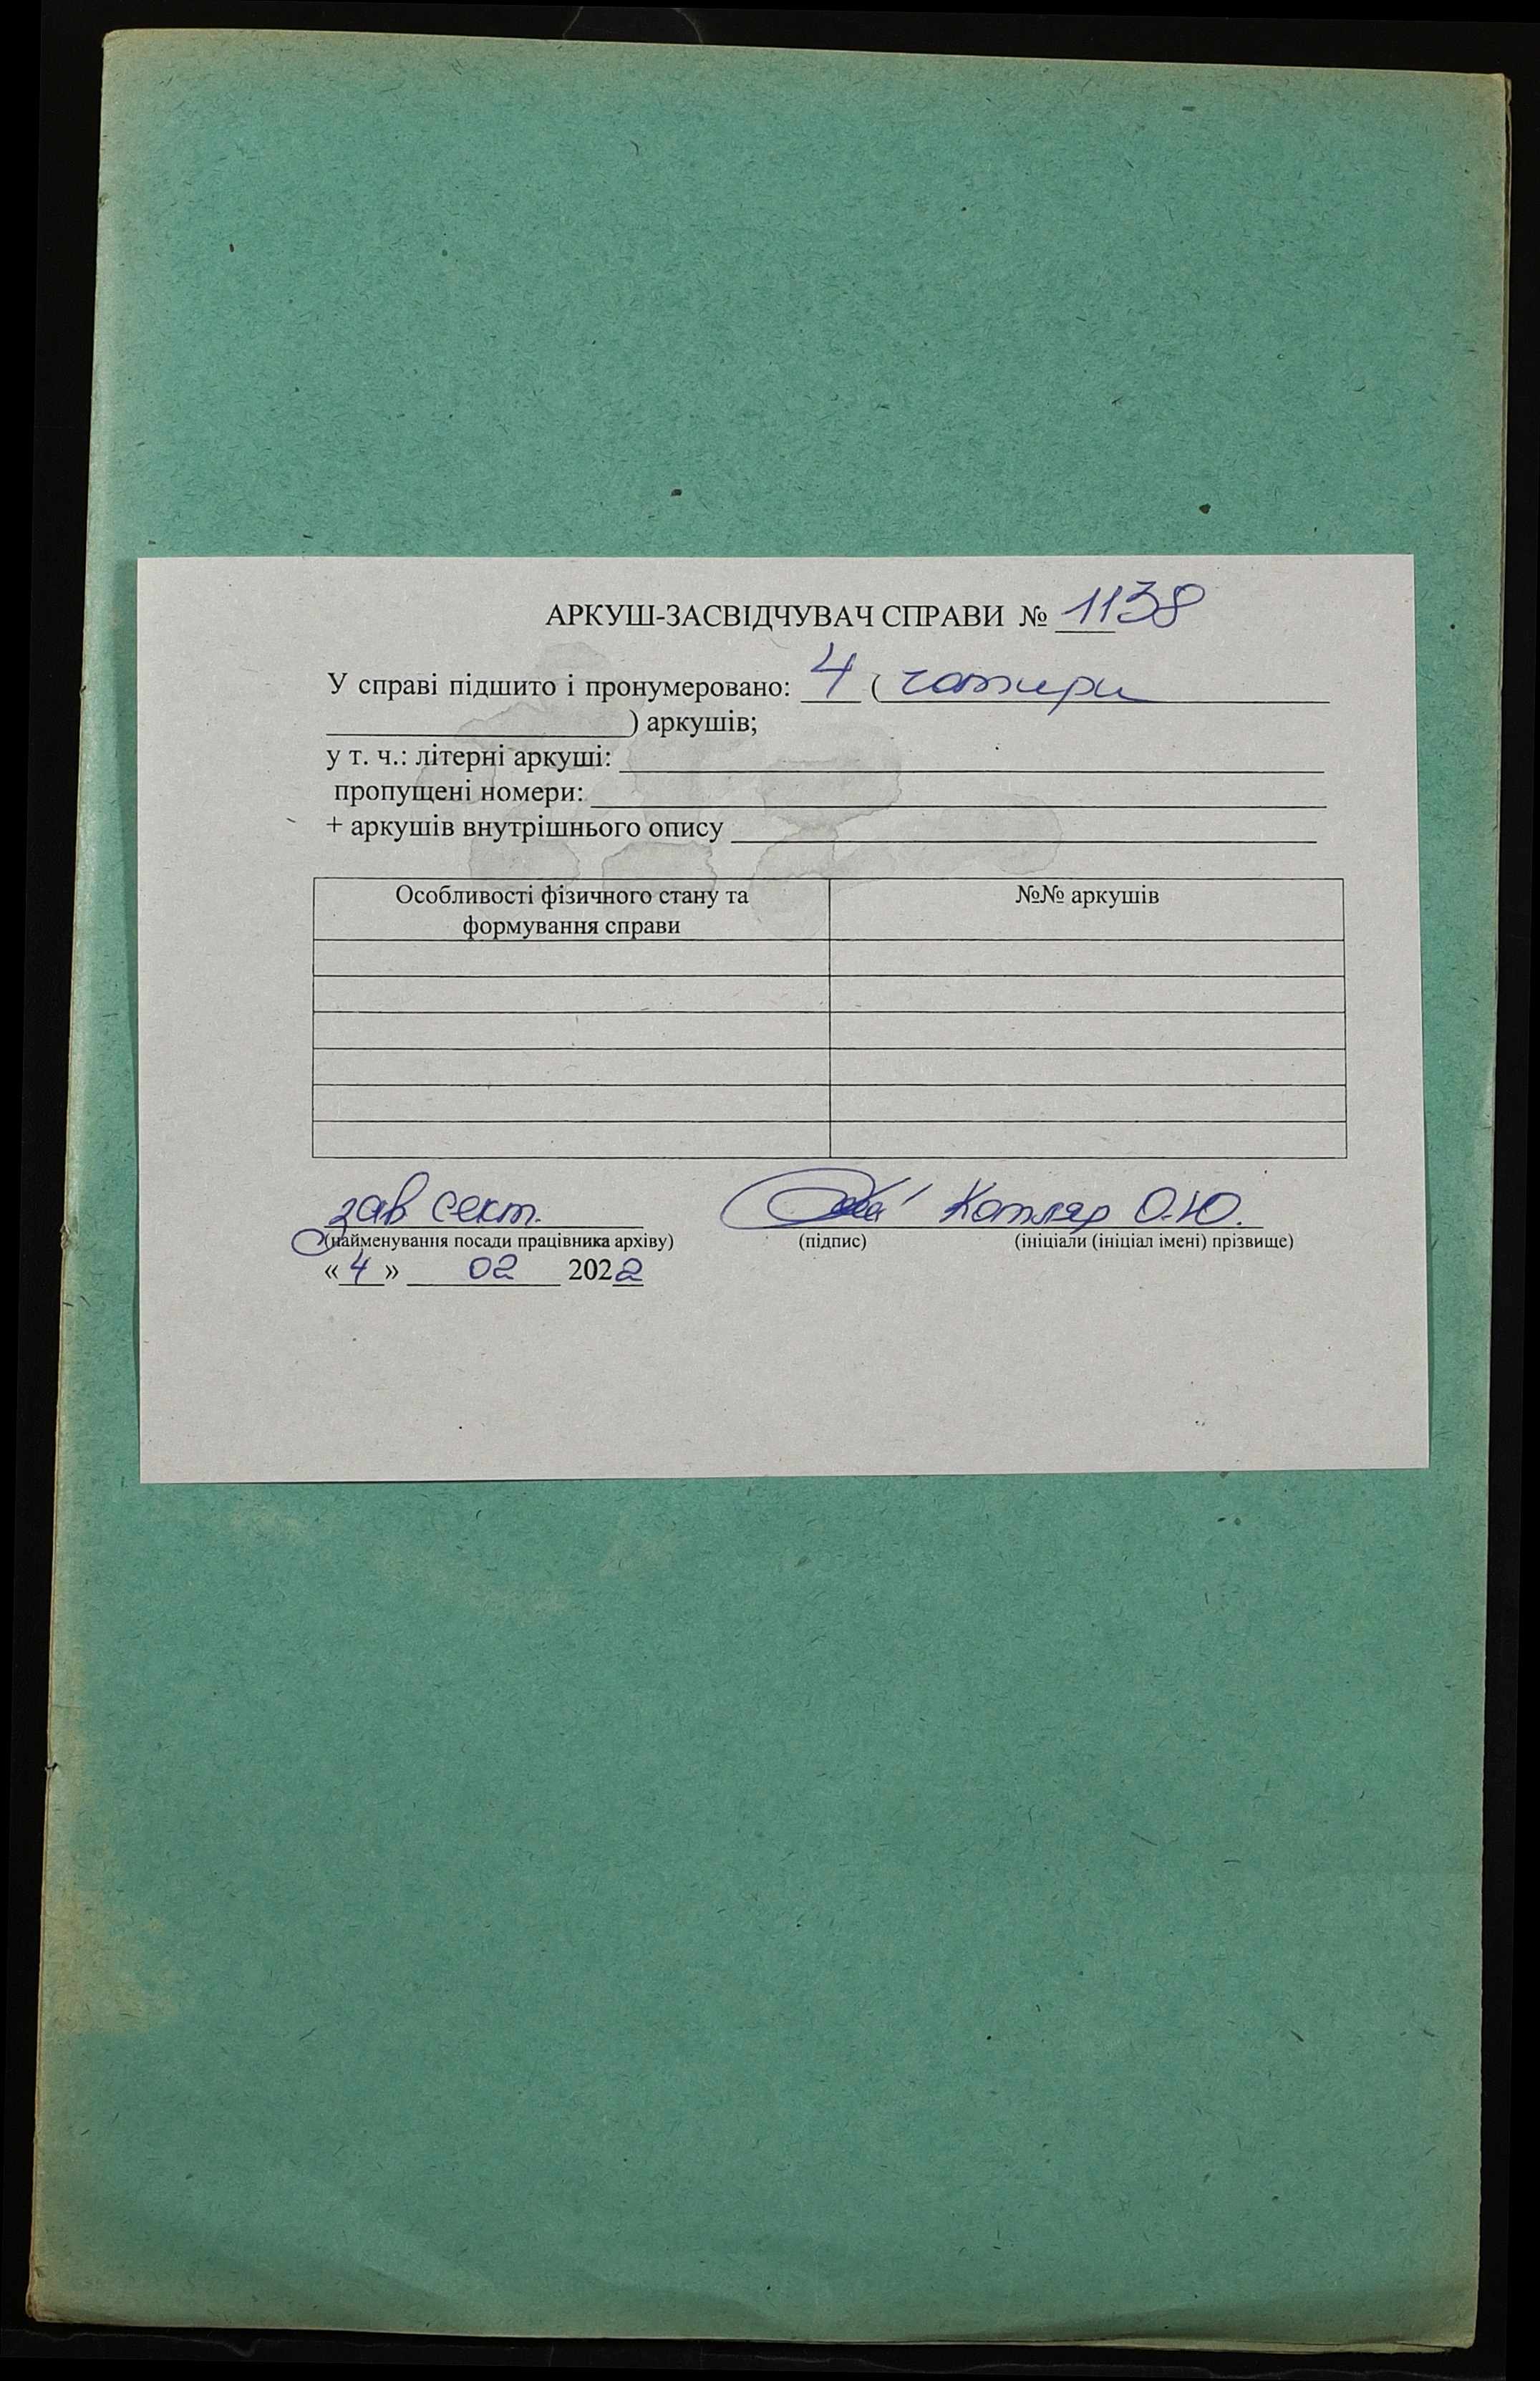 АРКУШ-ЗАСВІДЧУВАЧ СПРАВИ № 1138
У справі підшито і пронумеровано: 4 (чотири
) аркушів;
у т. ч.: літерні аркуші:
пропущені номери:
+ аркушів внутрішнього опису
Особливості фізичного стану та формування справи №№ аркушів
зав сект. Котляр О.Ю.
(найменування посади працівника архіву) (підпис) (ініціали (ініціал імені) прізвище)
«4» 02 2022